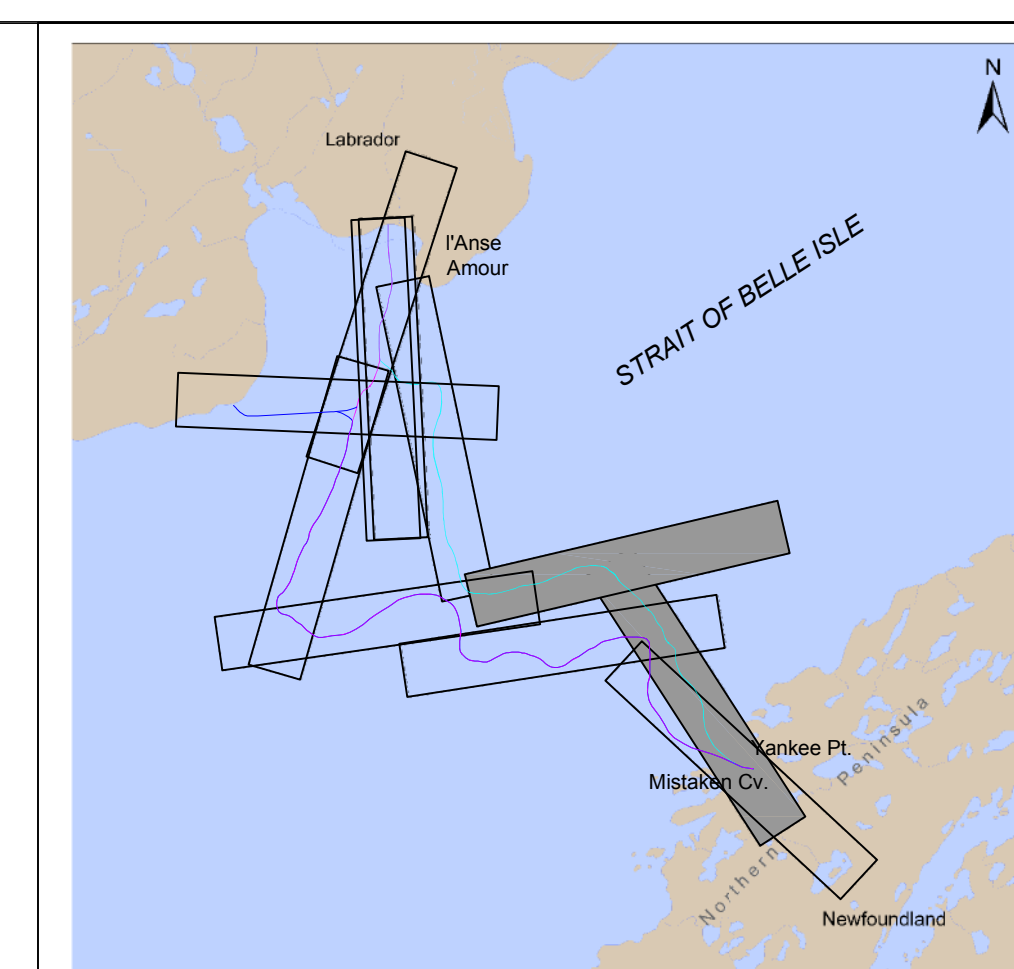 N
Labrador
l'Anse
Amour
STRAIT OF BELLE ISLE
Yankee Pt.
Mistaken Cv.
Northern Peninsula
Newfoundland